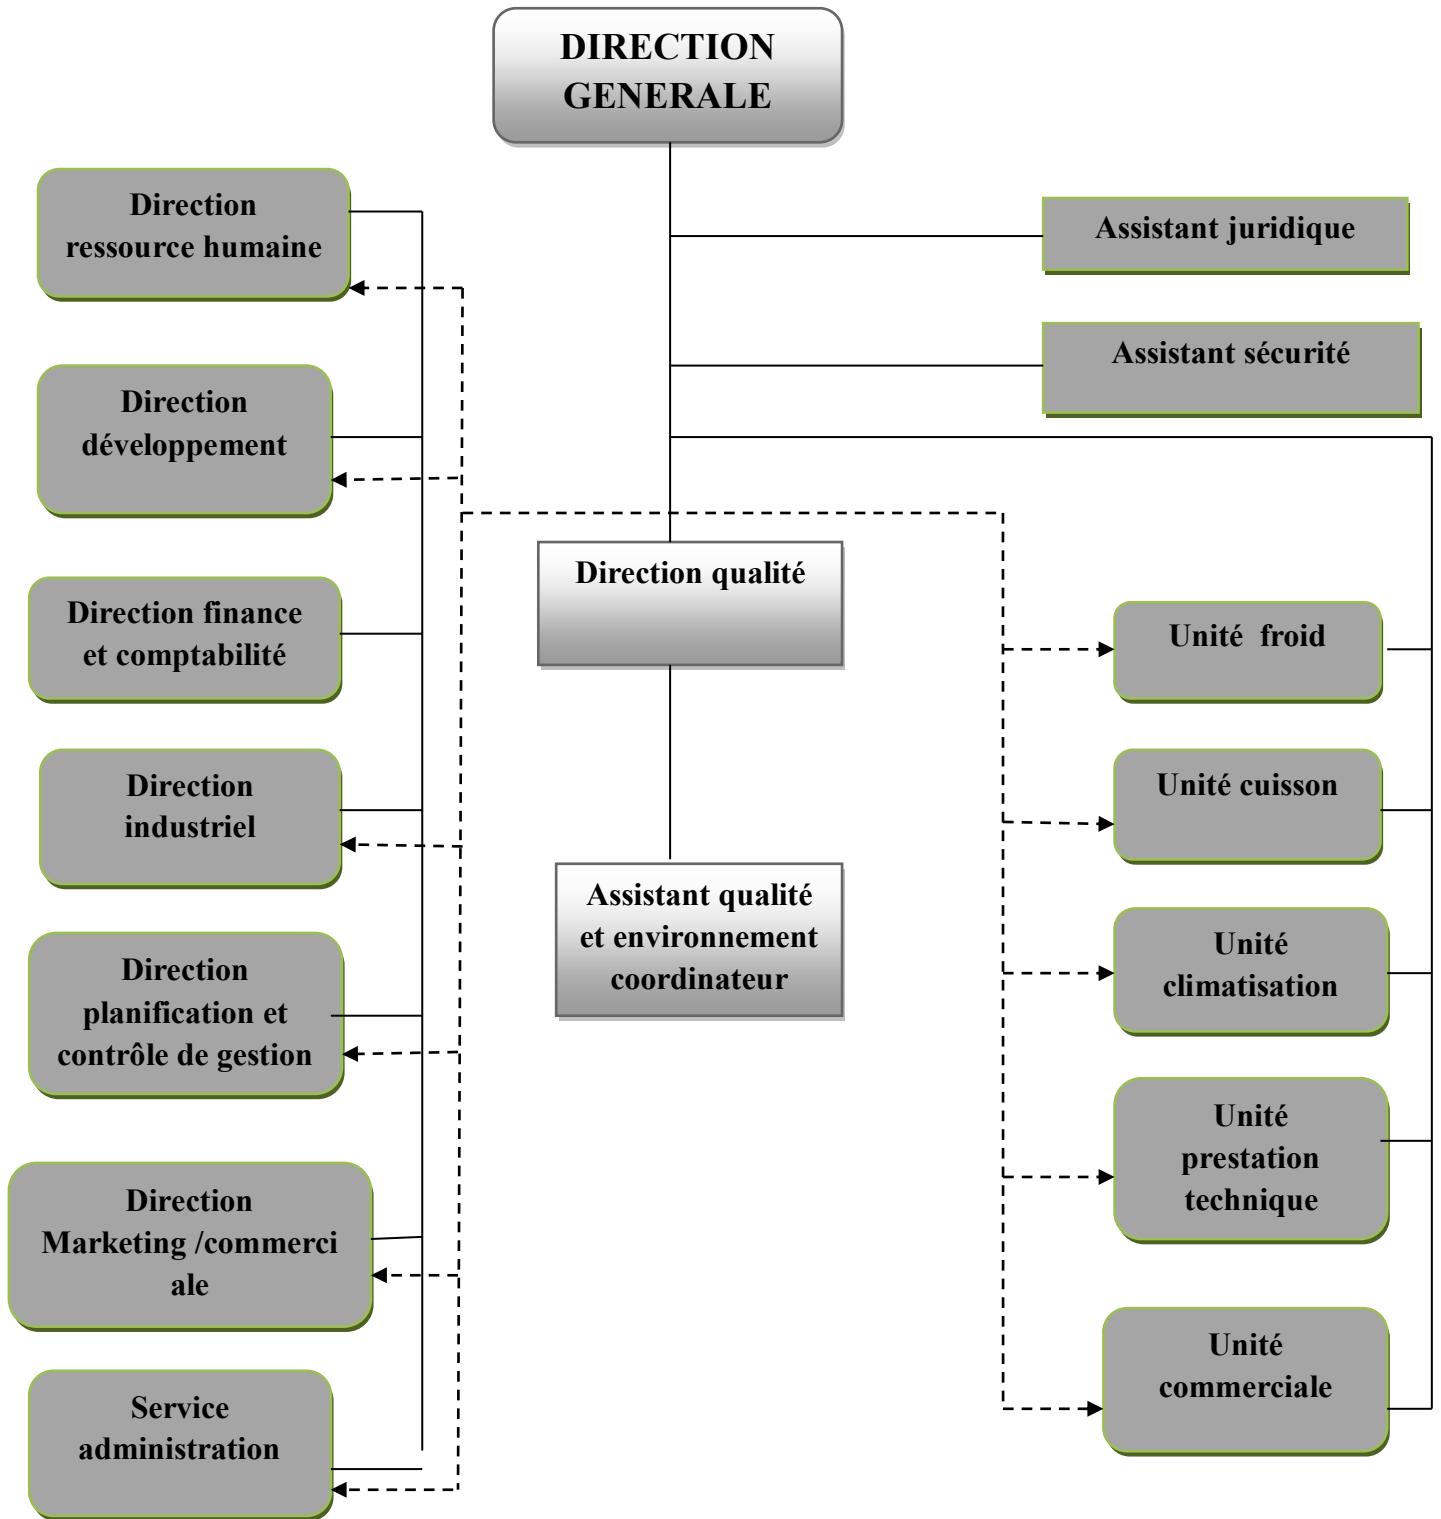 DIRECTION
GENERALE
Direction
ressource humaine
Assistant juridique
Assistant sécurité
Direction
développement
Direction qualité
Direction finance
et comptabilité
Unité  froid
Direction
industriel
Unité cuisson
Assistant qualité
et environnement
coordinateur
Direction
planification et
contrôle de gestion
Unité
climatisation
Unité
prestation
technique
Direction
Marketing /commerci
ale
Unité
commerciale
Service
administration